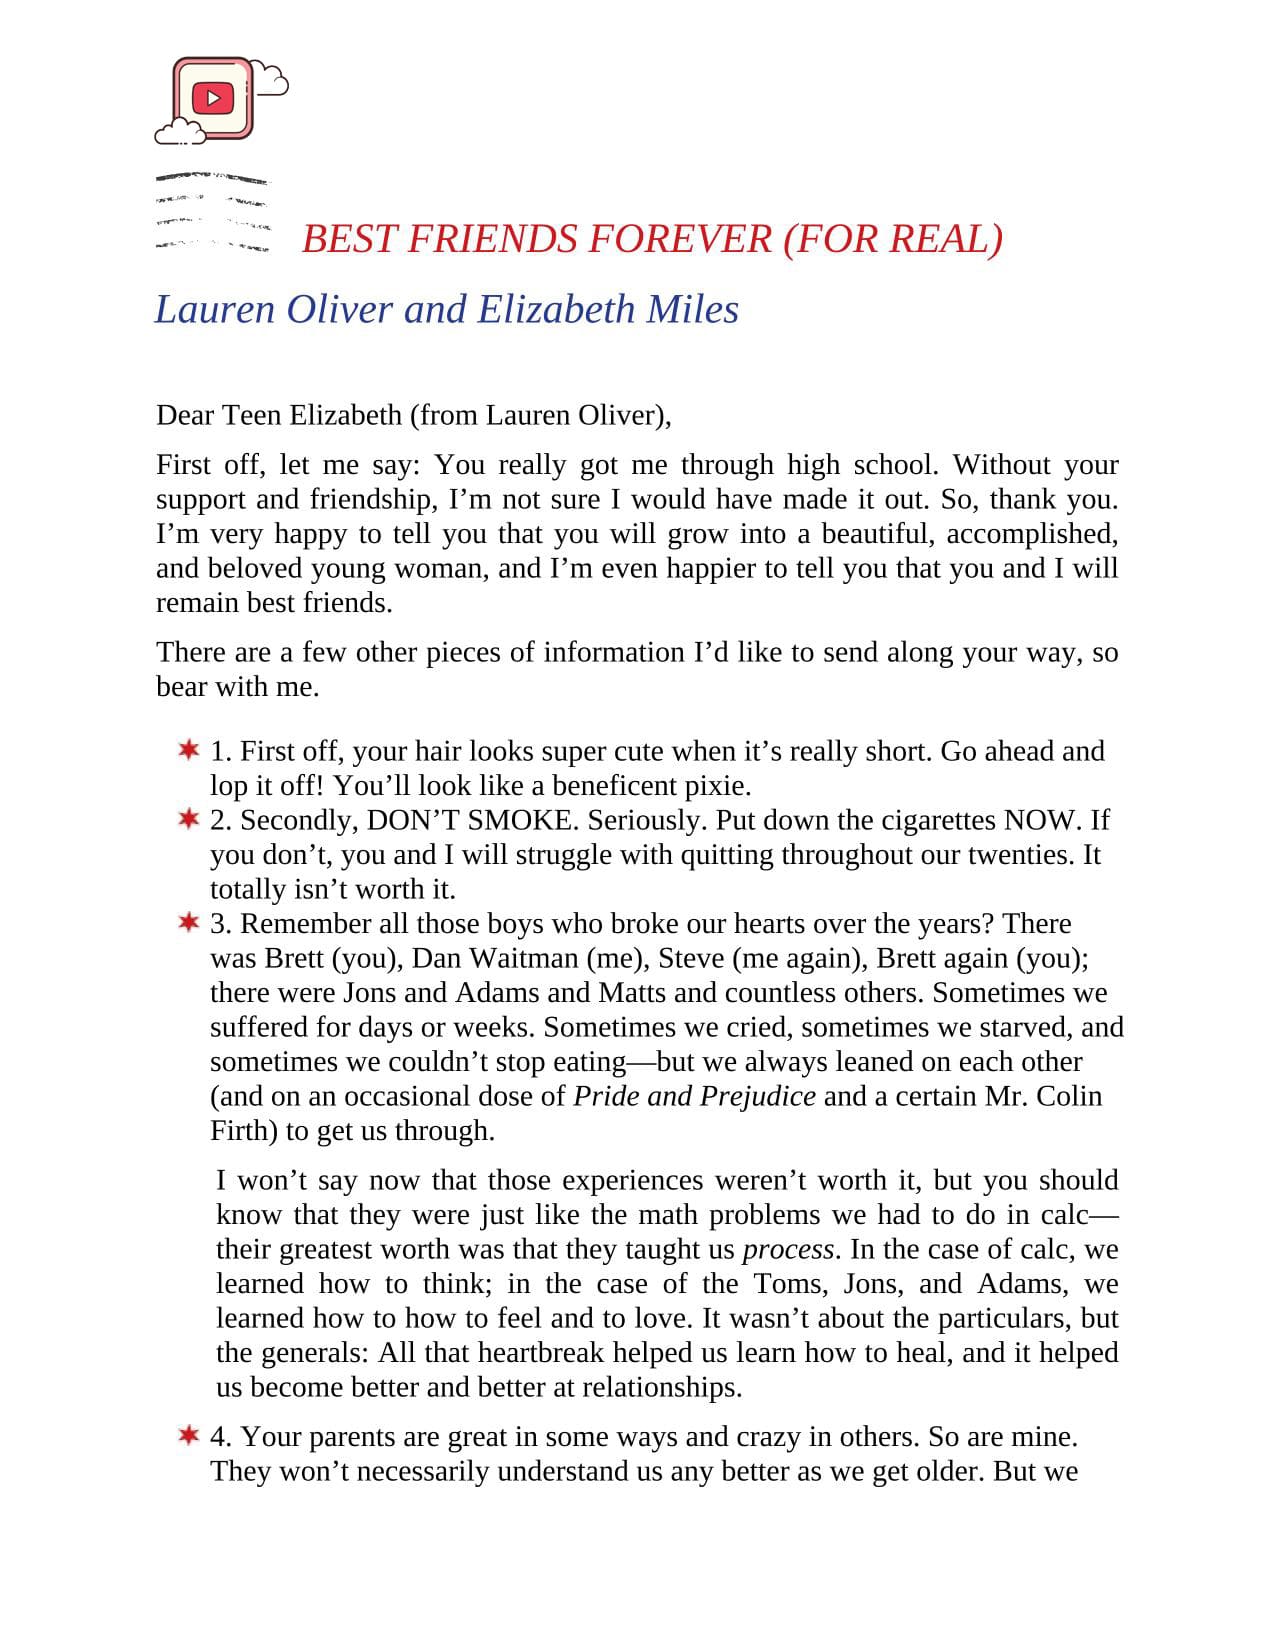 BEST FRIENDS FOREVER (FOR REAL)
Lauren Oliver and Elizabeth Miles
Dear Teen Elizabeth (from Lauren Oliver),
First off, let me say: You really got me through high school. Without your
support and friendship, I’m not sure I would have made it out. So, thank you.
I’m very happy to tell you that you will grow into a beautiful, accomplished,
and beloved young woman, and I’m even happier to tell you that you and I will
remain best friends.
There are a few other pieces of information I’d like to send along your way, so
bear with me.
1. First off, your hair looks super cute when it’s really short. Go ahead and
lop it off! You’ll look like a beneficent pixie.
2. Secondly, DON’T SMOKE. Seriously. Put down the cigarettes NOW. If
you don’t, you and I will struggle with quitting throughout our twenties. It
totally isn’t worth it.
3. Remember all those boys who broke our hearts over the years? There
was Brett (you), Dan Waitman (me), Steve (me again), Brett again (you);
there were Jons and Adams and Matts and countless others. Sometimes we
suffered for days or weeks. Sometimes we cried, sometimes we starved, and
sometimes we couldn’t stop eating—but we always leaned on each other
(and on an occasional dose of Pride and Prejudice and a certain Mr. Colin
Firth) to get us through.
I won’t say now that those experiences weren’t worth it, but you should
know that they were just like the math problems we had to do in calc—
their greatest worth was that they taught us process. In the case of calc, we
learned how to think; in the case of the Toms, Jons, and Adams, we
learned how to how to feel and to love. It wasn’t about the particulars, but
the generals: All that heartbreak helped us learn how to heal, and it helped
us become better and better at relationships.
4. Your parents are great in some ways and crazy in others. So are mine.
They won’t necessarily understand us any better as we get older. But we